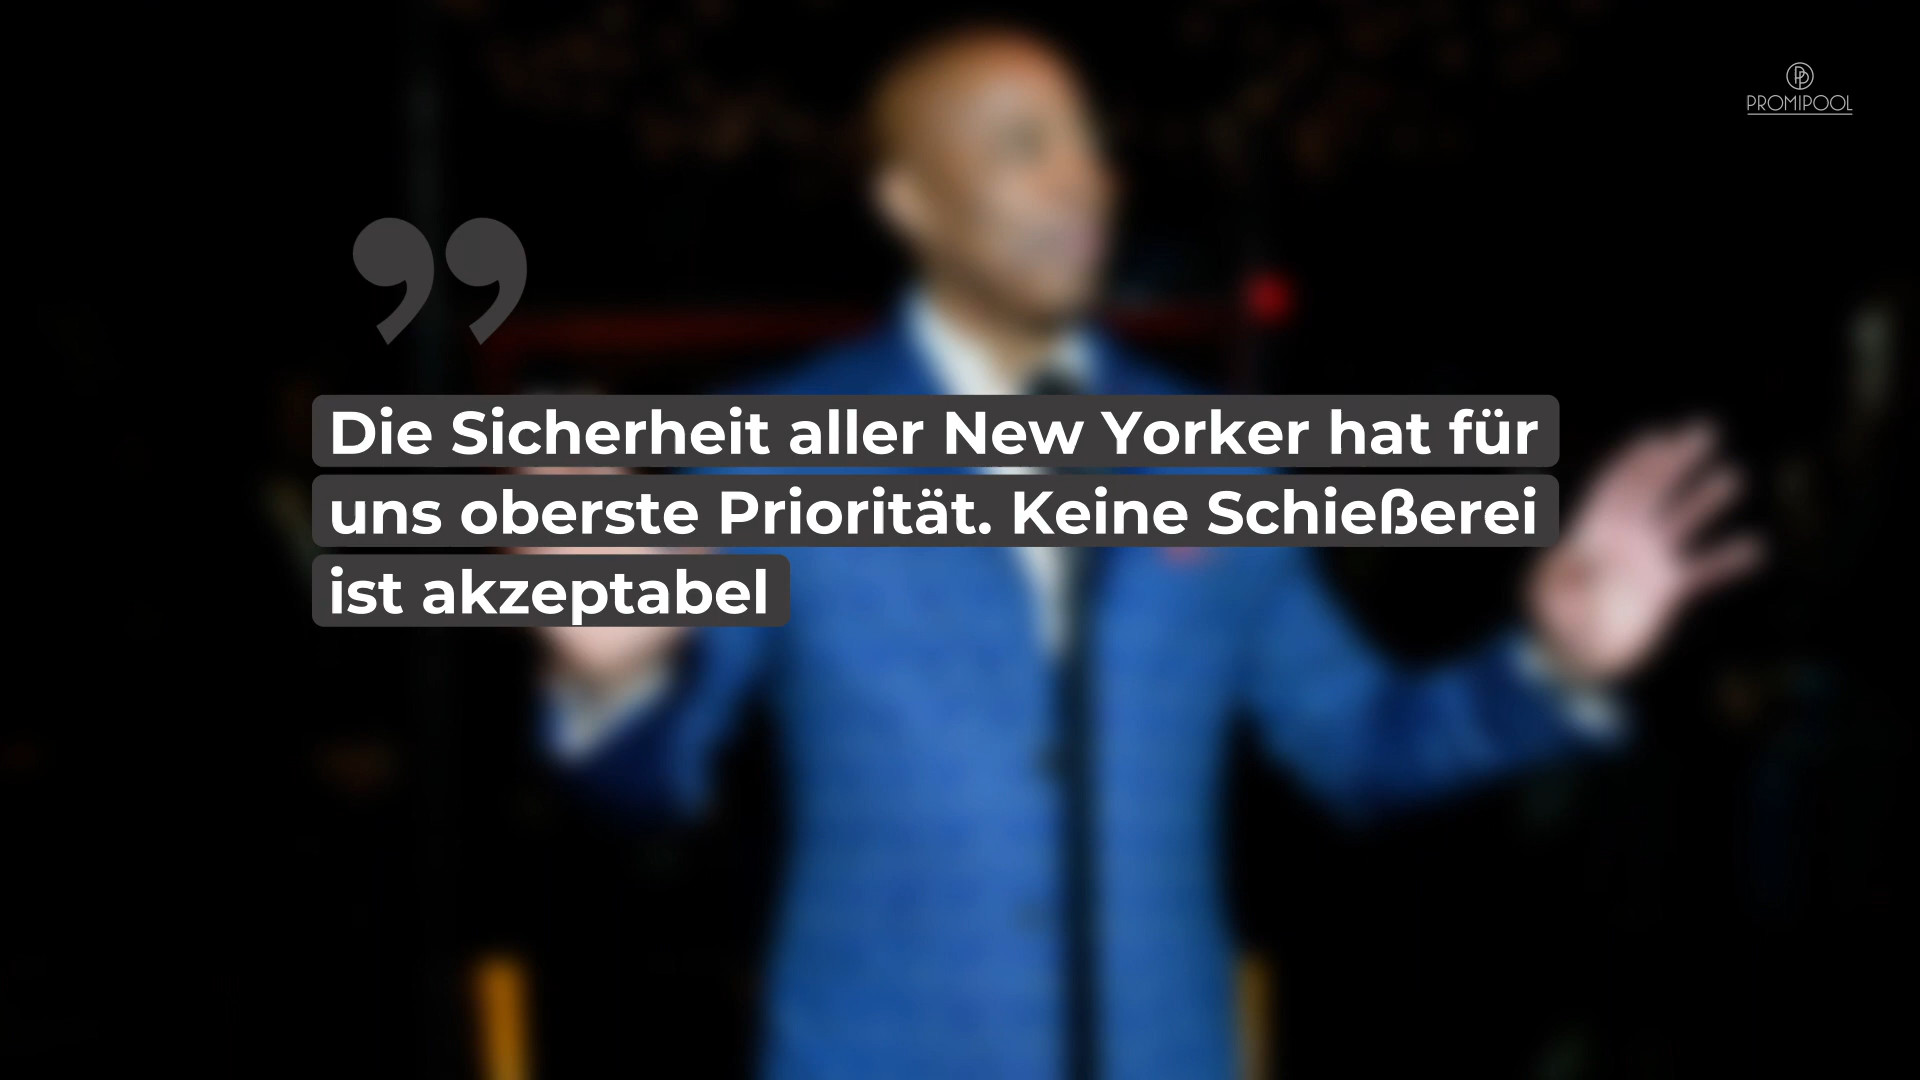 PROMIPOOL
”
Die Sicherheit aller New Yorker hat für
uns oberste Priorität. Keine Schießerei
ist akzeptabel